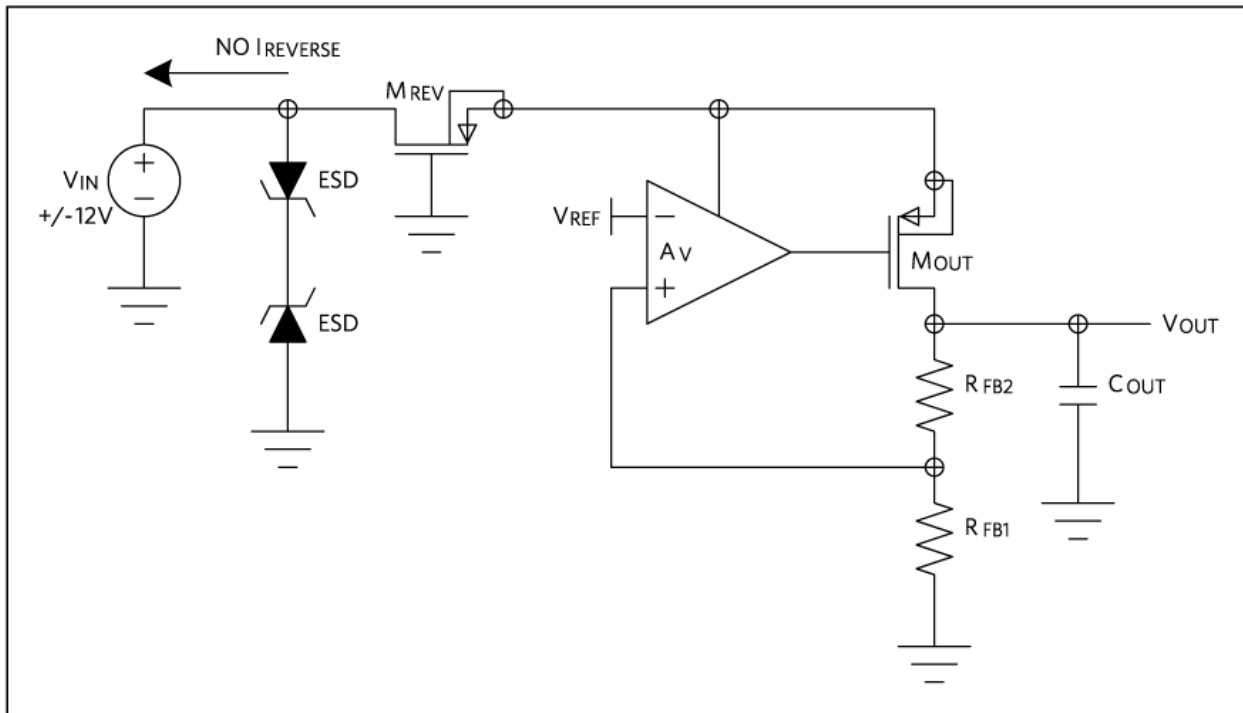 NO IREVERSE
MREV
VIN
+/-12V
+
−
ESD
ESD
VREF
−
AV
+
MOUT
VOUT
RFB2
COUT
RFB1